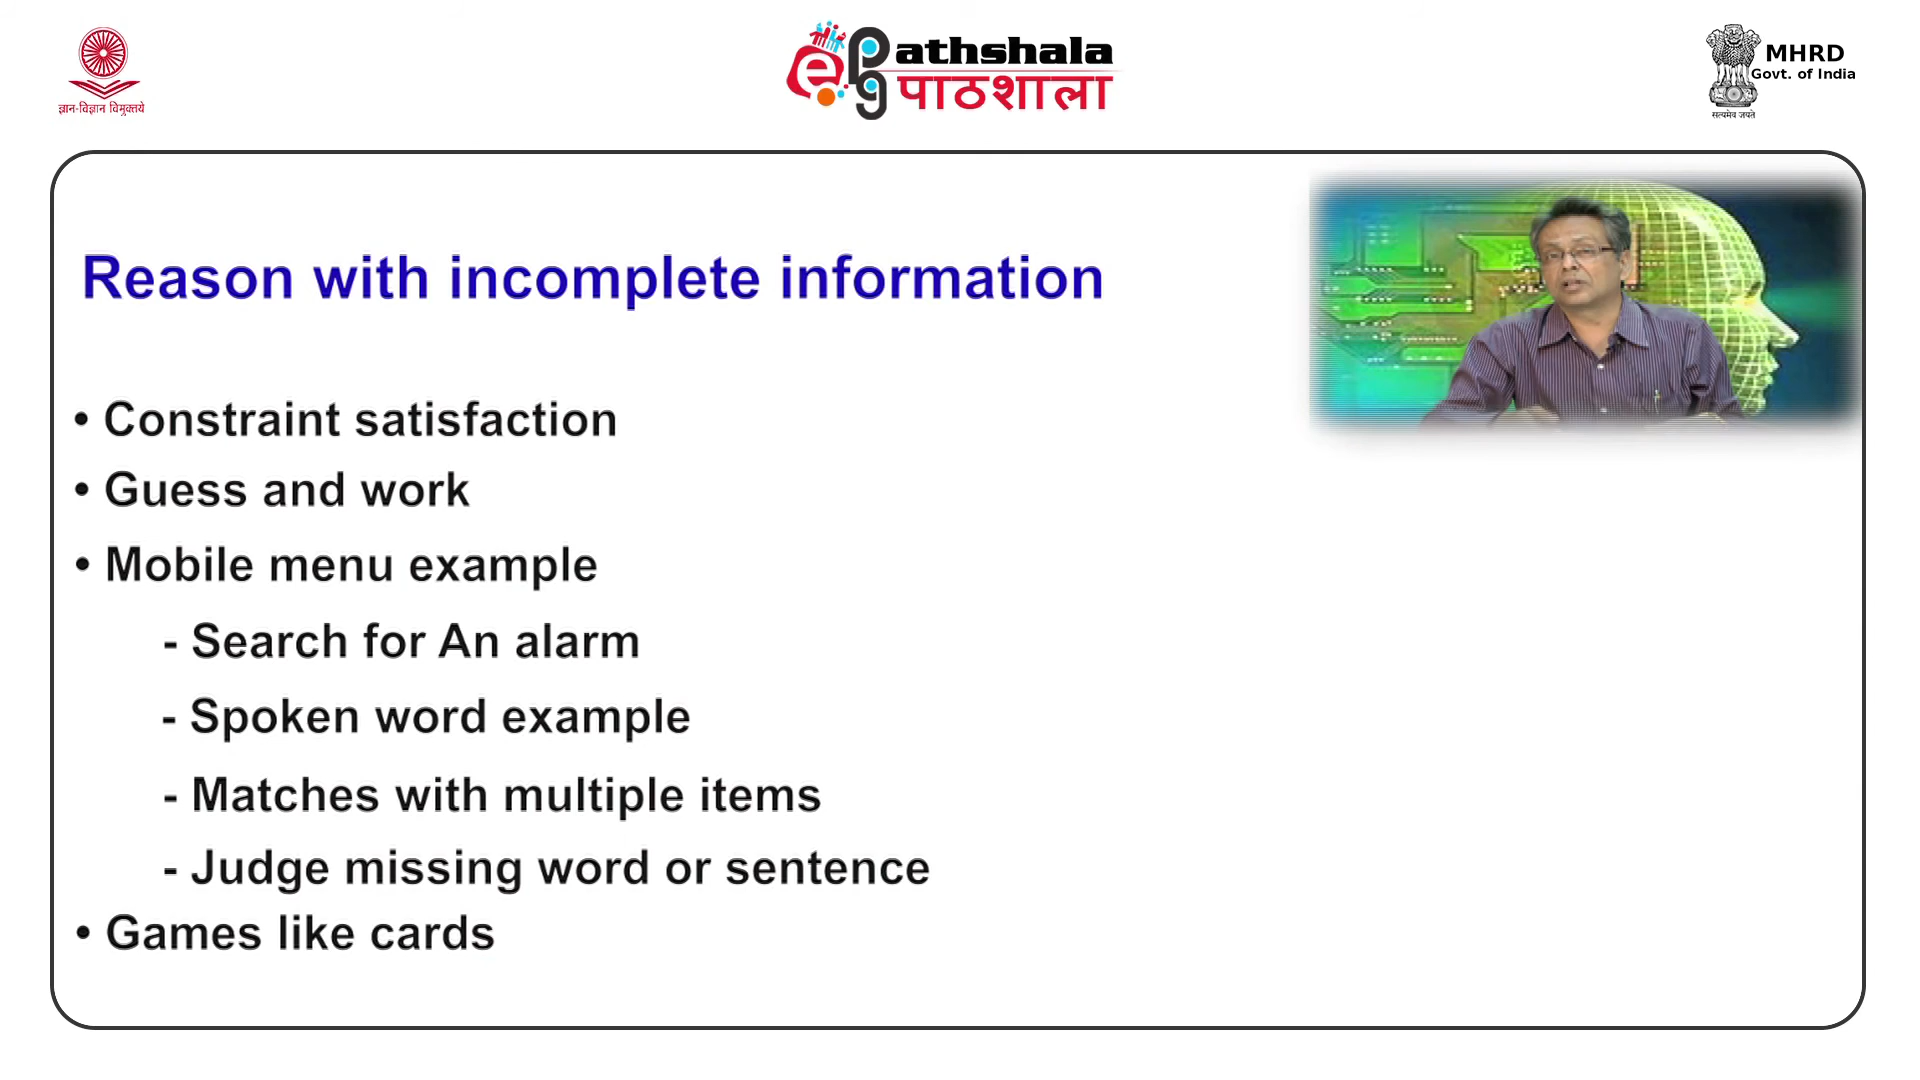 ज्ञान-विज्ञान विमुक्तये
e PG athshala
पाठशाला
MHRD
Govt. of India
सत्यमेव जयते
Reason with incomplete information
• Constraint satisfaction
• Guess and work
• Mobile menu example
- Search for An alarm
- Spoken word example
- Matches with multiple items
- Judge missing word or sentence
• Games like cards